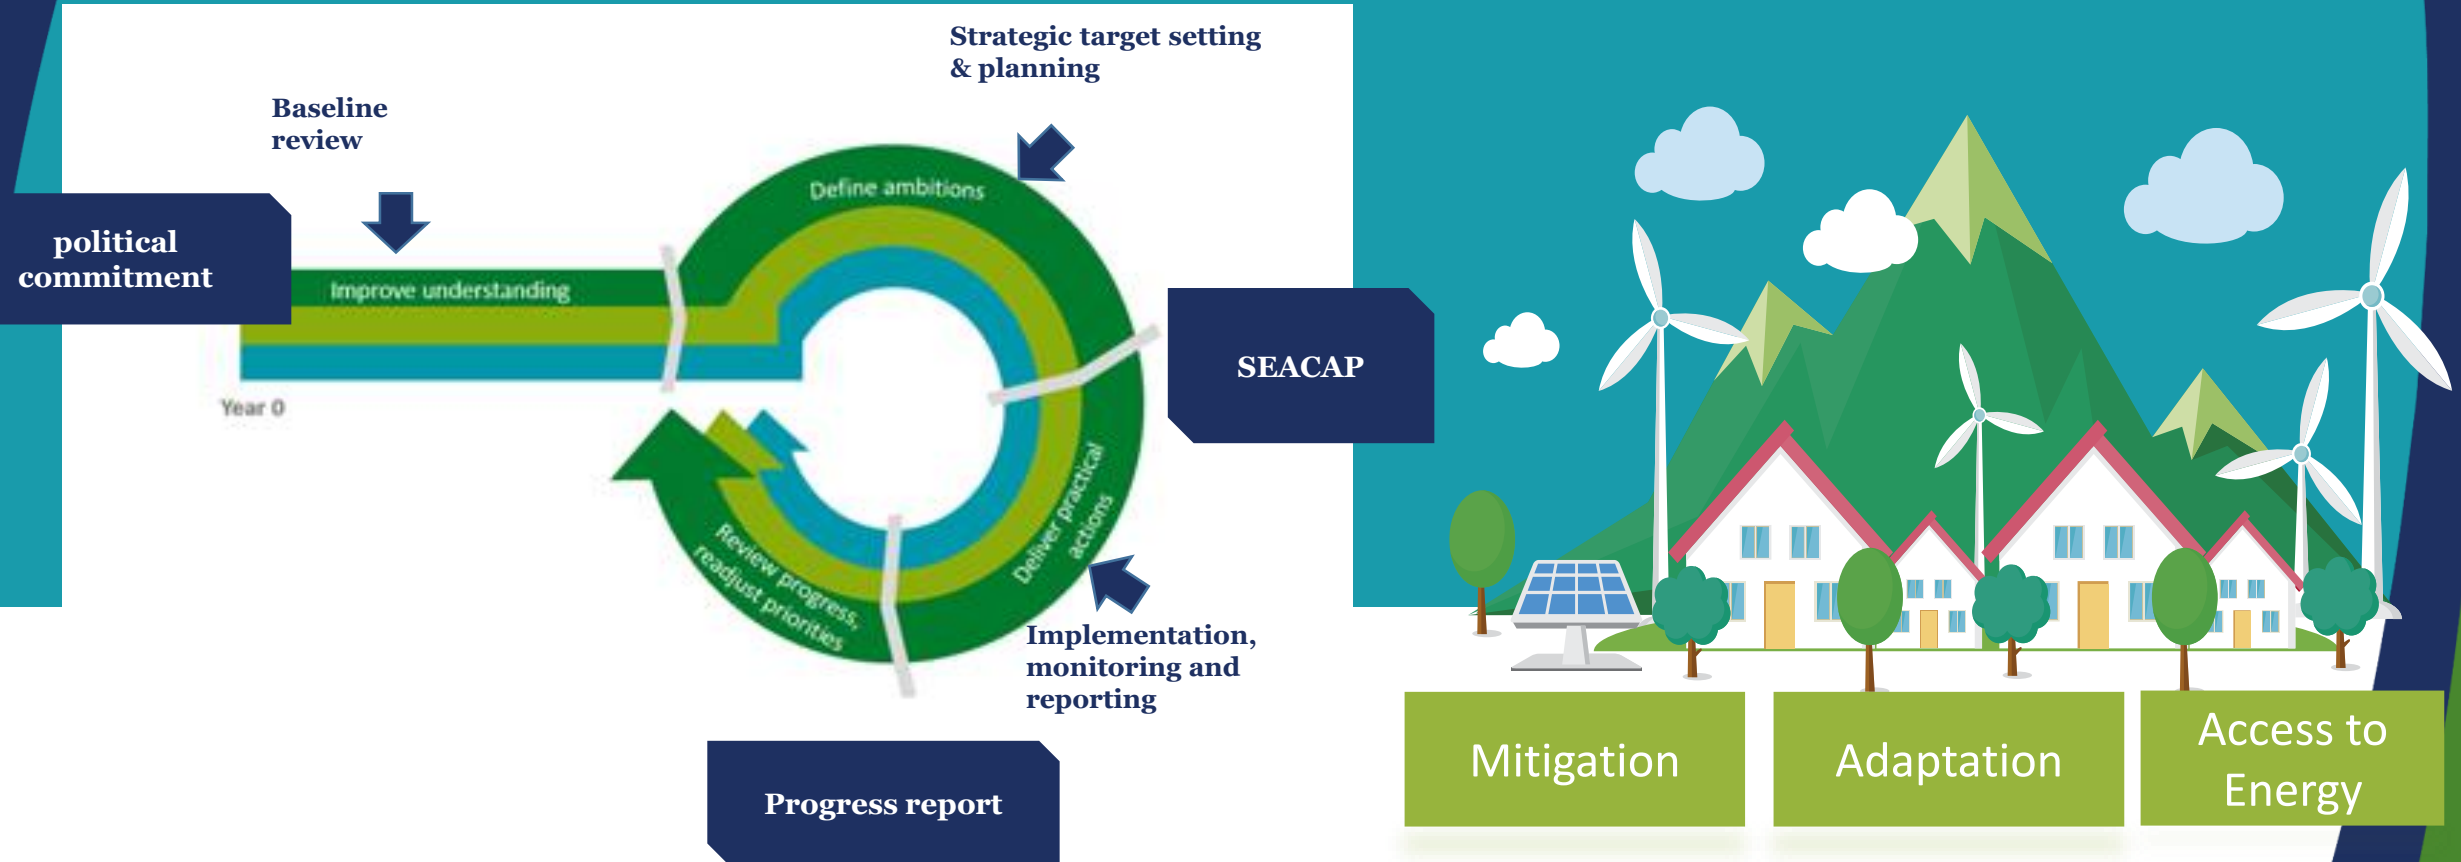 Strategic target setting
& planning
Baseline
review
political
commitment
Define ambitions
Improve understanding
Year 0
SEACAP
Deliver practical
actions
Review progress,
readjust priorities
Implementation,
monitoring and
reporting
Progress report
Mitigation
Adaptation
Access to
Energy